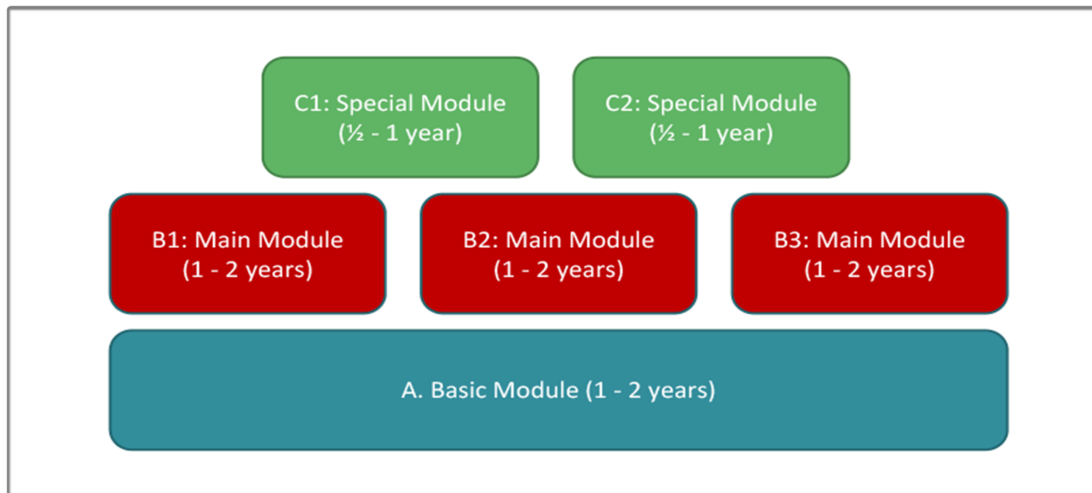 C1: Special Module
(½ - 1 year)
C2: Special Module
(½ - 1 year)
B1: Main Module
(1 - 2 years)
B2: Main Module
(1 - 2 years)
B3: Main Module
(1 - 2 years)
A. Basic Module (1 - 2 years)